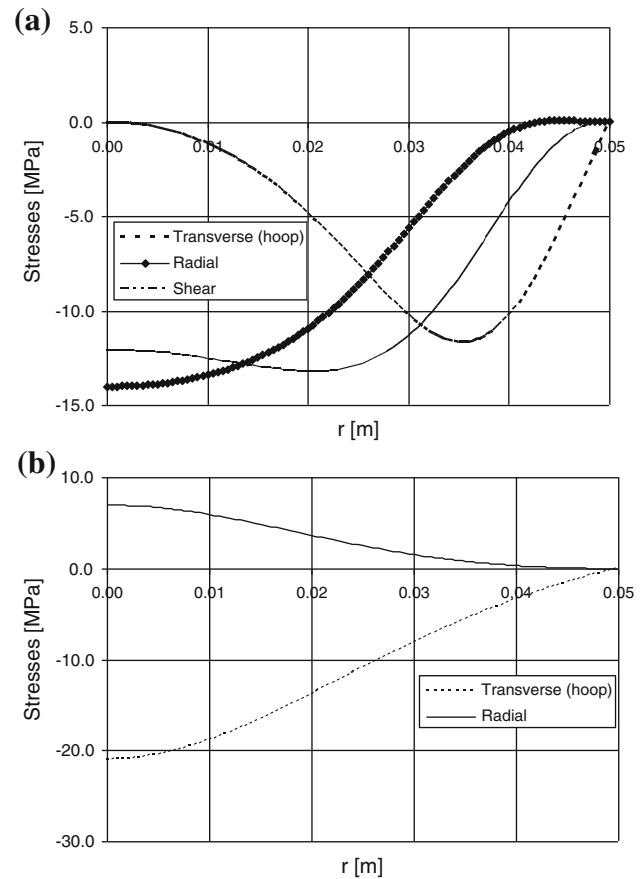 (a)
5.0
0.0
0.00 0.01 0.02 0.03 0.04 0.05
-5.0
-10.0
-15.0
Stresses [MPa]
Transverse (hoop)
Radial
Shear
r [m]
(b)
10.0
0.0
0.00 0.01 0.02 0.03 0.04 0.05
-10.0
-20.0
-30.0
Stresses [MPa]
Transverse (hoop)
Radial
r [m]